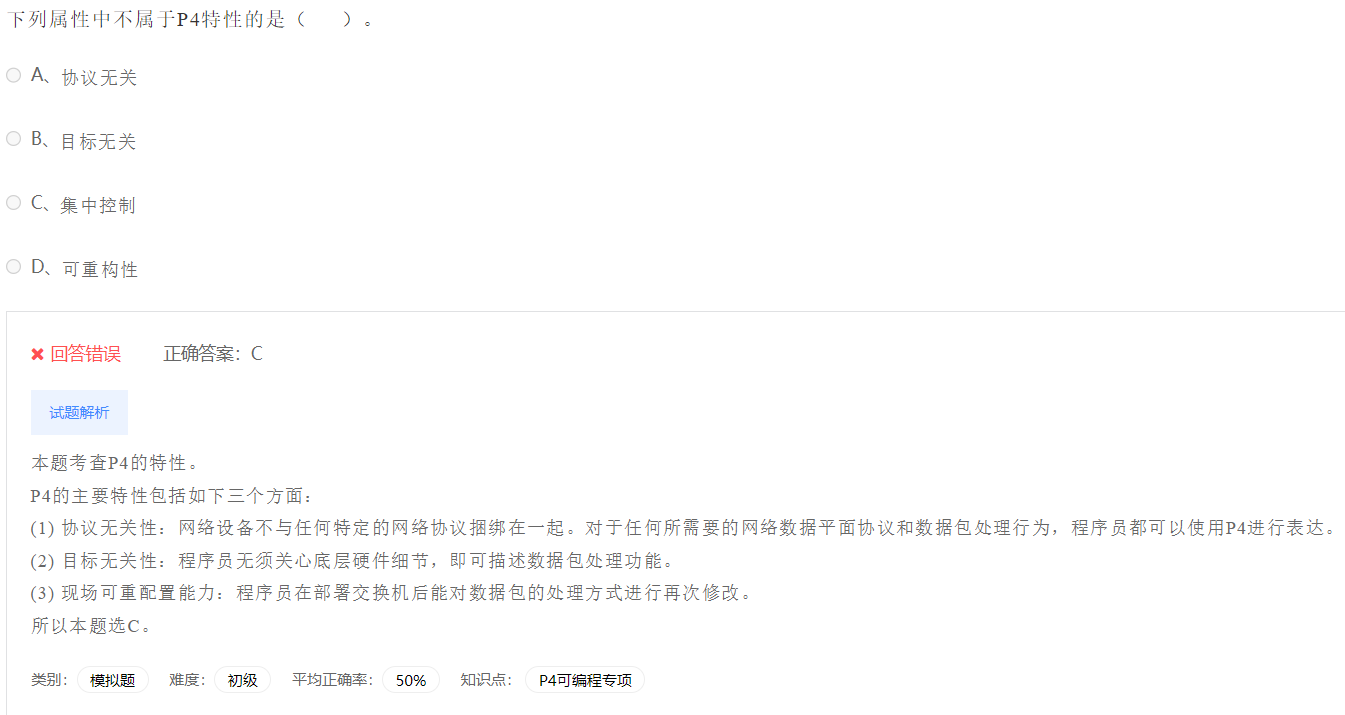 下列属性中不属于P4特性的是（　　）。
A、协议无关
B、目标无关
C、集中控制
D、可重构性
回答错误 正确答案：C
试题解析
本题考查P4的特性。
P4的主要特性包括如下三个方面：
(1) 协议无关性：网络设备不与任何特定的网络协议捆绑在一起。对于任何所需要的网络数据平面协议和数据包处理行为，程序员都可以使用P4进行表达。
(2) 目标无关性：程序员无须关心底层硬件细节，即可描述数据包处理功能。
(3) 现场可重配置能力：程序员在部署交换机后能对数据包的处理方式进行再次修改。
所以本题选C。
类别： 模拟题 难度： 初级 平均正确率： 50% 知识点： P4可编程专项